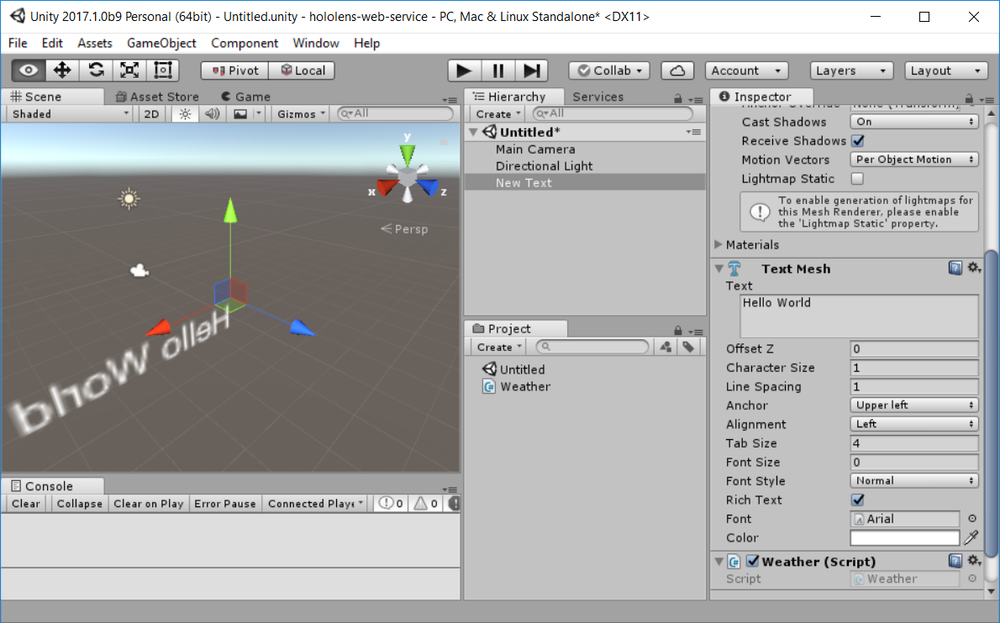 Unity 2017.1.0b9 Personal (64bit) - Untitled.unity - hololens-web-service - PC, Mac & Linux Standalone* <DX11>
File Edit Assets GameObject Component Window Help
Pivot Local Collab Account Layers Layout
Scene Asset Store Game
Shaded 2D Gizmos All
y
x
z
Persp
Hello World
Console
Clear Collapse Clear on Play Error Pause Connected Playe 0 0
Hierarchy Services
Create All
Untitled*
Main Camera
Directional Light
New Text
Project
Create
Untitled
Weather
Inspector
Anchor Override None (Transform)
Cast Shadows On
Receive Shadows
Motion Vectors Per Object Motion
Lightmap Static
To enable generation of lightmaps for
this Mesh Renderer, please enable
the 'Lightmap Static' property.
Materials
Text Mesh
Text
Hello World
Offset Z 0
Character Size 1
Line Spacing 1
Anchor Upper left
Alignment Left
Tab Size 4
Font Size 0
Font Style Normal
Rich Text
Font Arial
Color
Weather (Script)
Script Weather